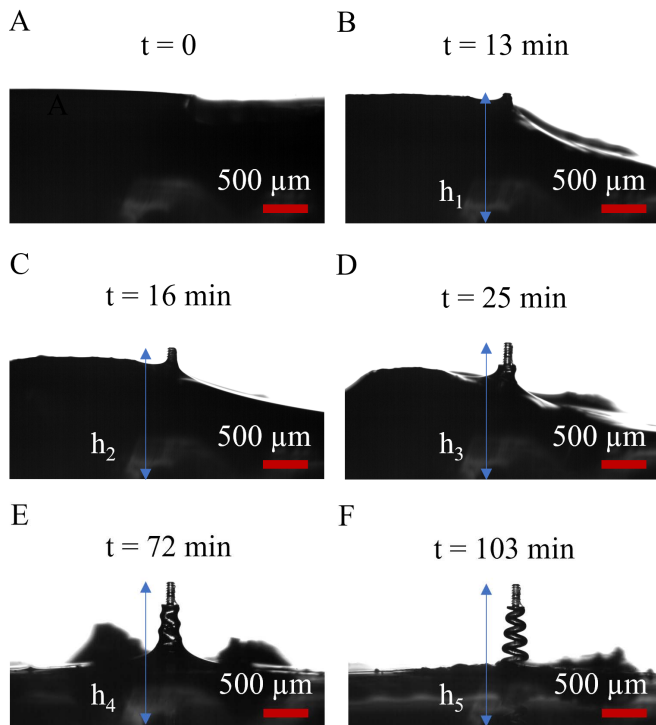 A
t = 0
A
500 µm
B
t = 13 min
h1
500 µm
C
t = 16 min
h2
500 µm
D
t = 25 min
h3
500 µm
E
t = 72 min
h4
500 µm
F
t = 103 min
h5
500 µm